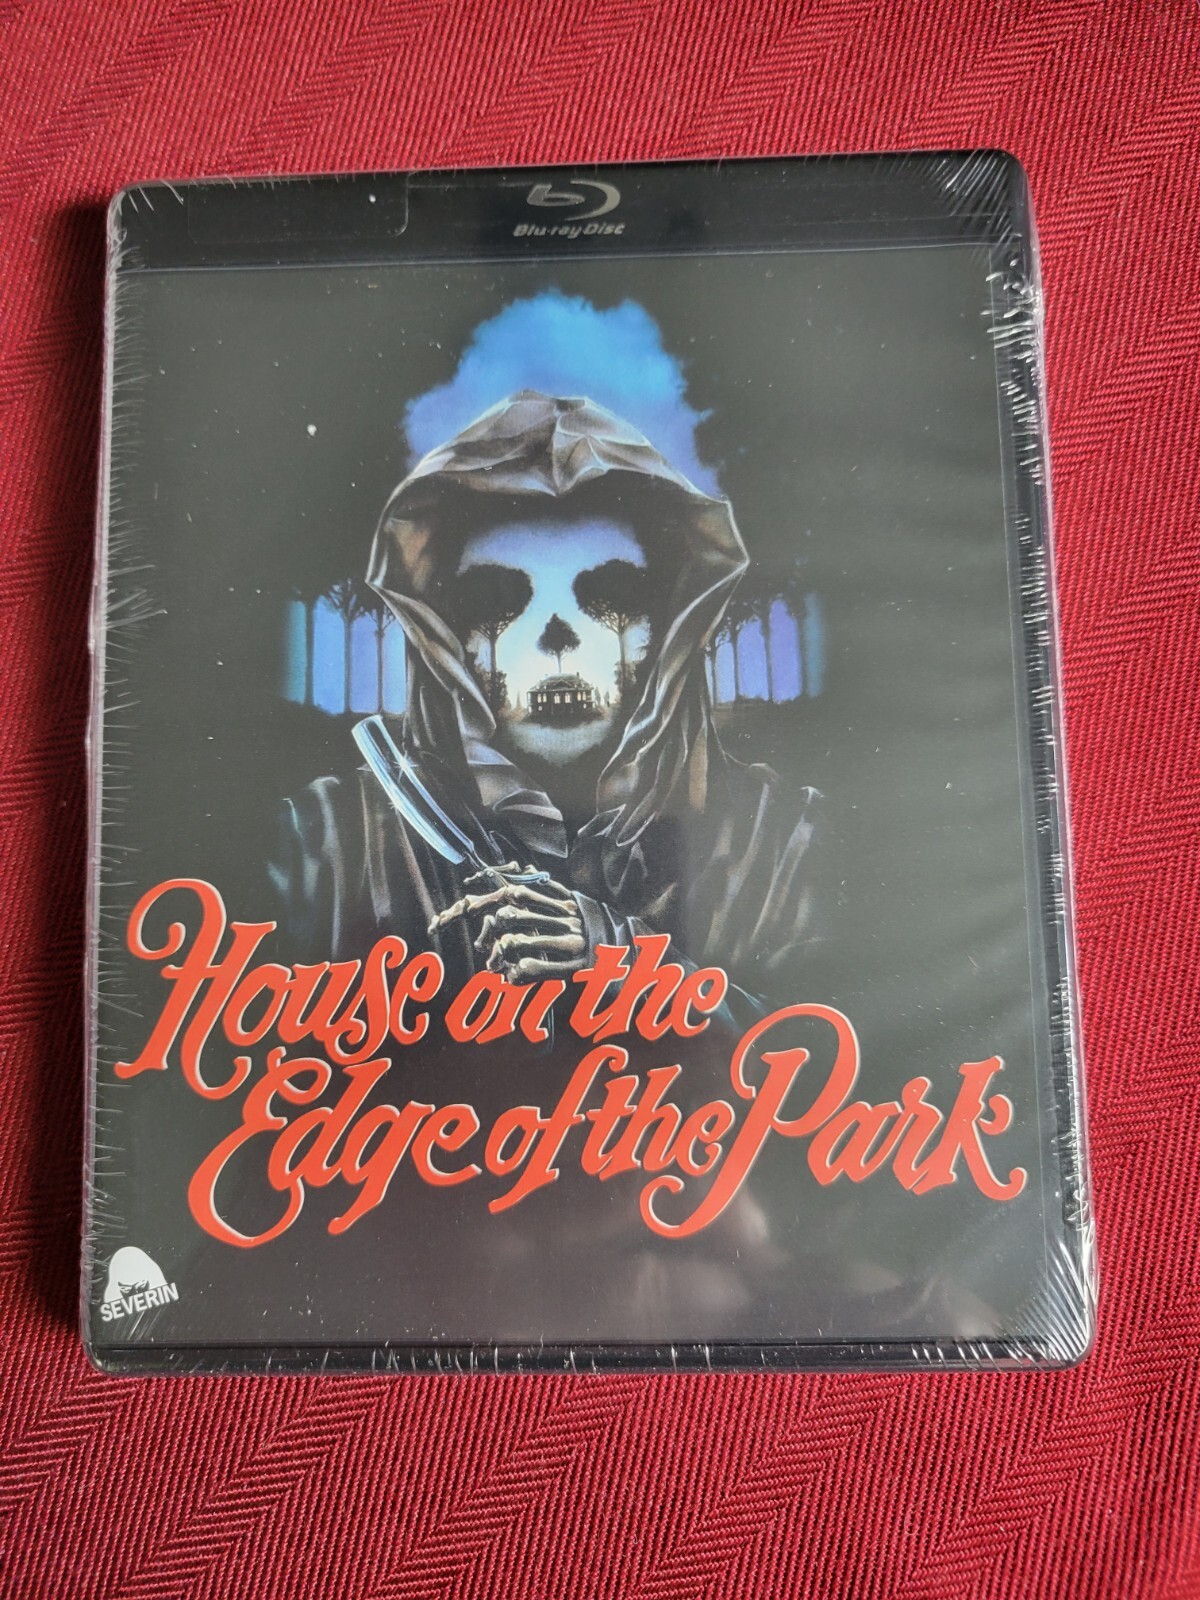 Blu-ray Disc
House on the
Edge of the Park
SEVERIN